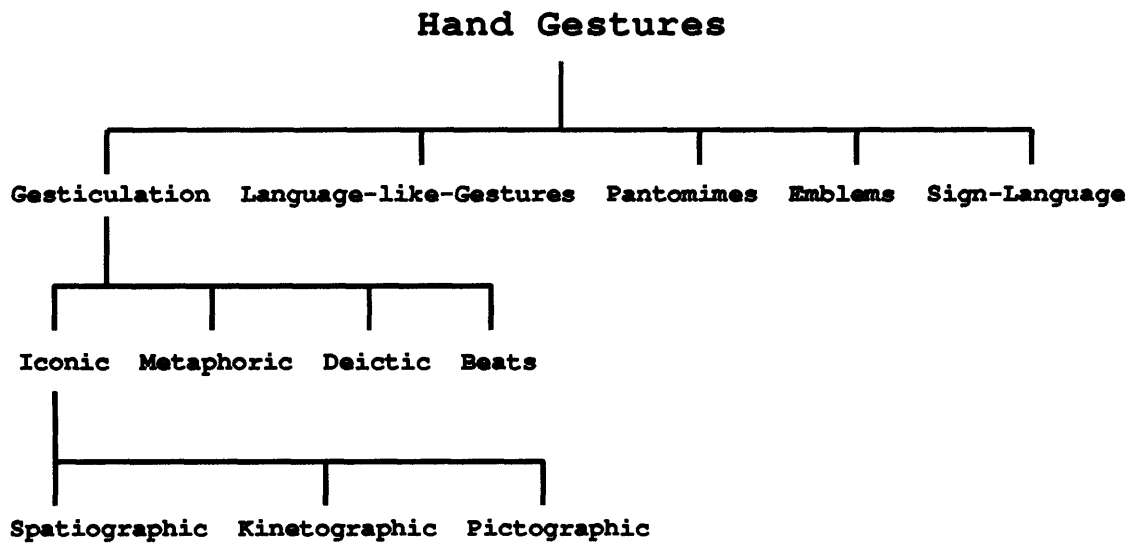 Hand Gestures
Gesticulation Language-like-Gestures Pantomimes Emblems Sign-Language
Iconic Metaphoric Deictic Beats
Spatiographic Kinetographic Pictographic